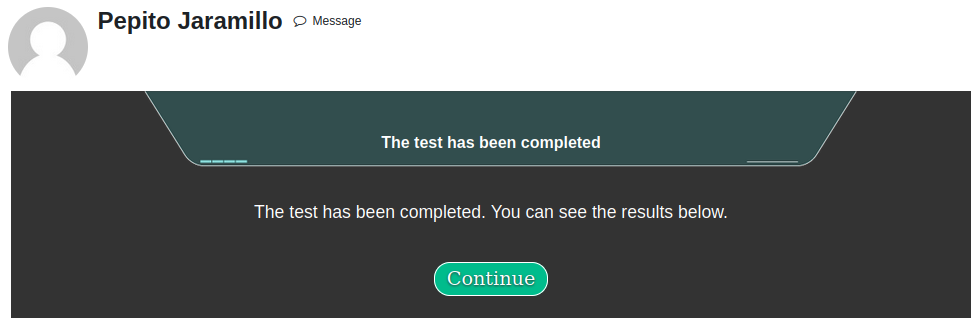 Pepito Jaramillo Message
The test has been completed
The test has been completed. You can see the results below.
Continue